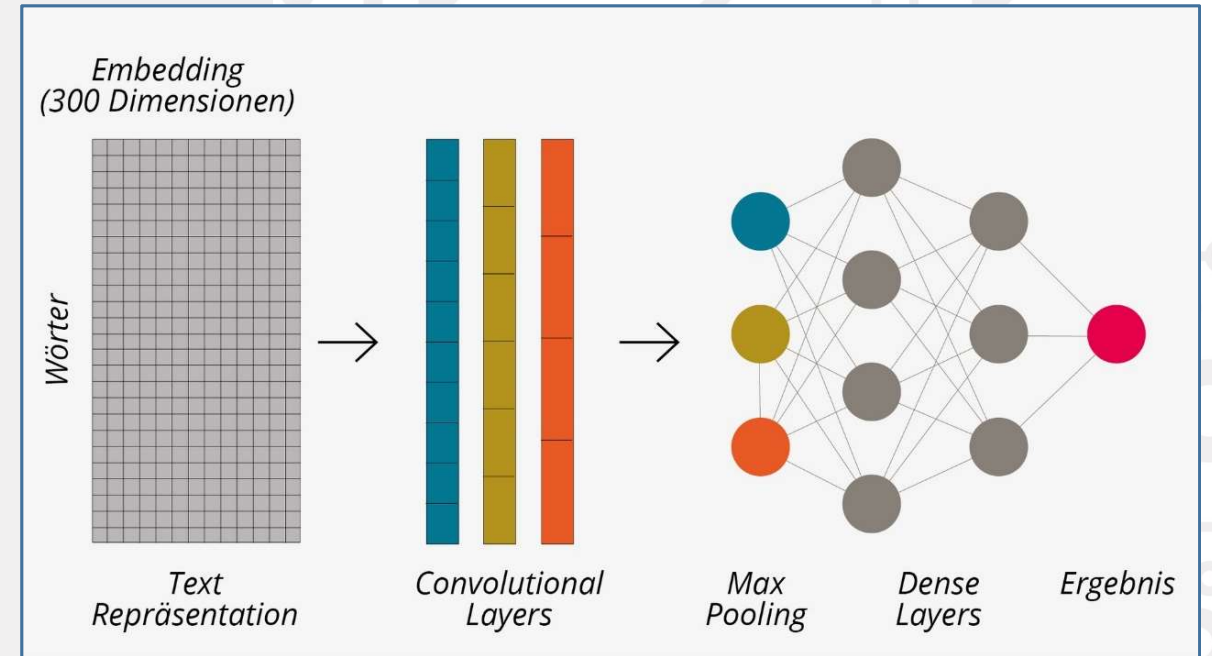 Embedding
(300 Dimensionen)
Wörter
Text
Repräsentation
Convolutional
Layers
Max
Pooling
Dense
Layers
Ergebnis